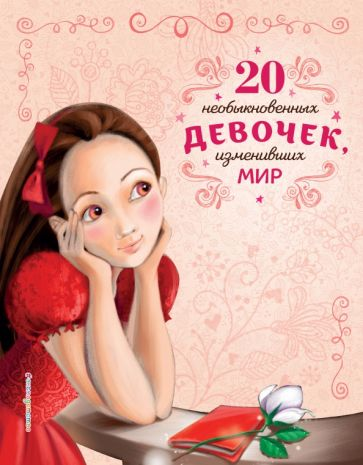 20
необыкновенных
ДЕВОЧЕК,
изменивших
МИР